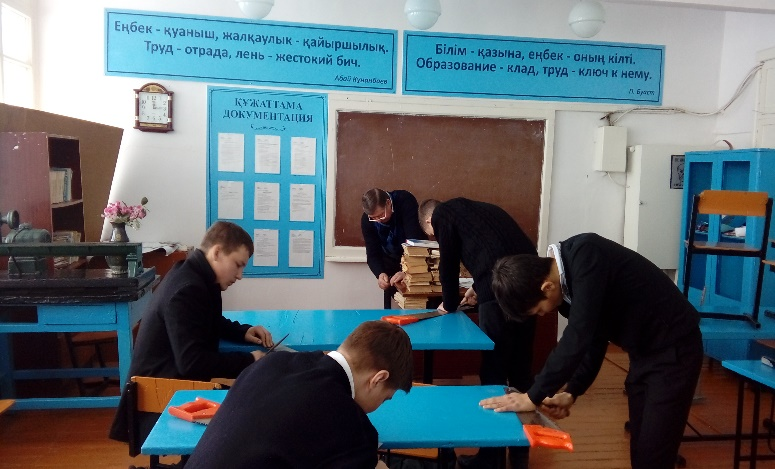 Еңбек - қуаныш, жалқаулык - қайыршылық.
Труд - отрада, лень - жестокий бич.
Абай Кунанбаев
Білім - қазына, еңбек - оның кілті.
Образование - клад, труд - ключ к нему.
П. Буаст
ҚҰЖАТТАМА
ДОКУМЕНТАЦИЯ